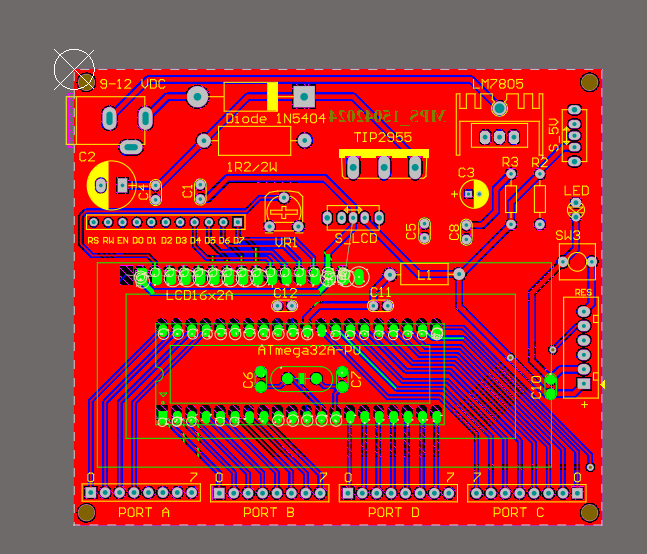 9-12 VDC
LM7805
Diode 1N5404
MPS 15042024
TIP2955
S_5V
C2
1R2/2W
C4
C1
C3
R3
R2
LED
RS RW EN D0 D1 D2 D3 D4 D5 D6 D7
VR1
S_LCD
C5
C8
SW3
L1
LCD16x2A
C12
C11
RES
ATmega32A-PU
C6
C7
C10
+
0 7 0 7 0 7 7 0
PORT A PORT B PORT D PORT C